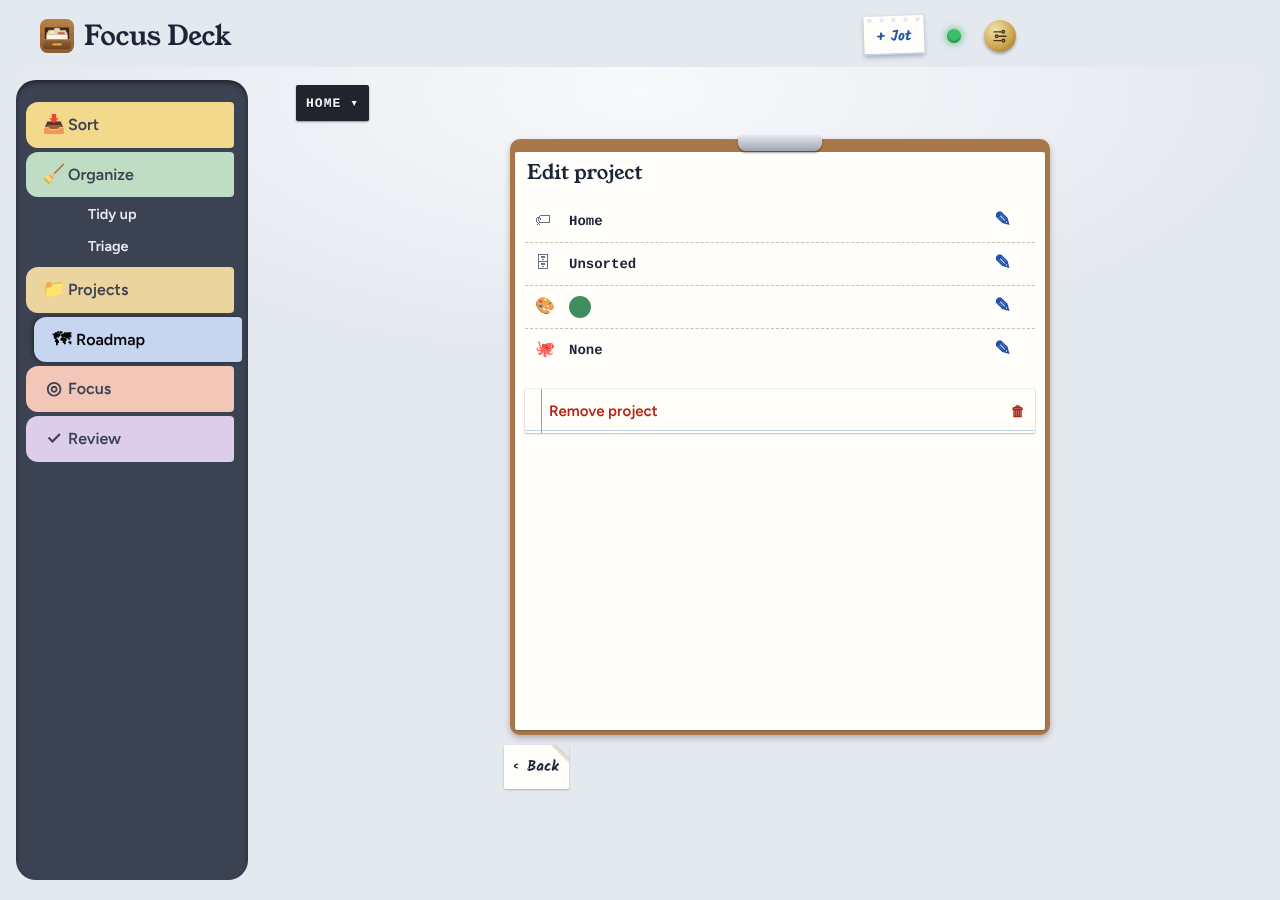 Focus Deck
+ Jot
HOME ▾
Sort
Organize
Tidy up
Triage
Projects
Roadmap
Focus
Review
Edit project
Home
Unsorted
None
Remove project
< Back